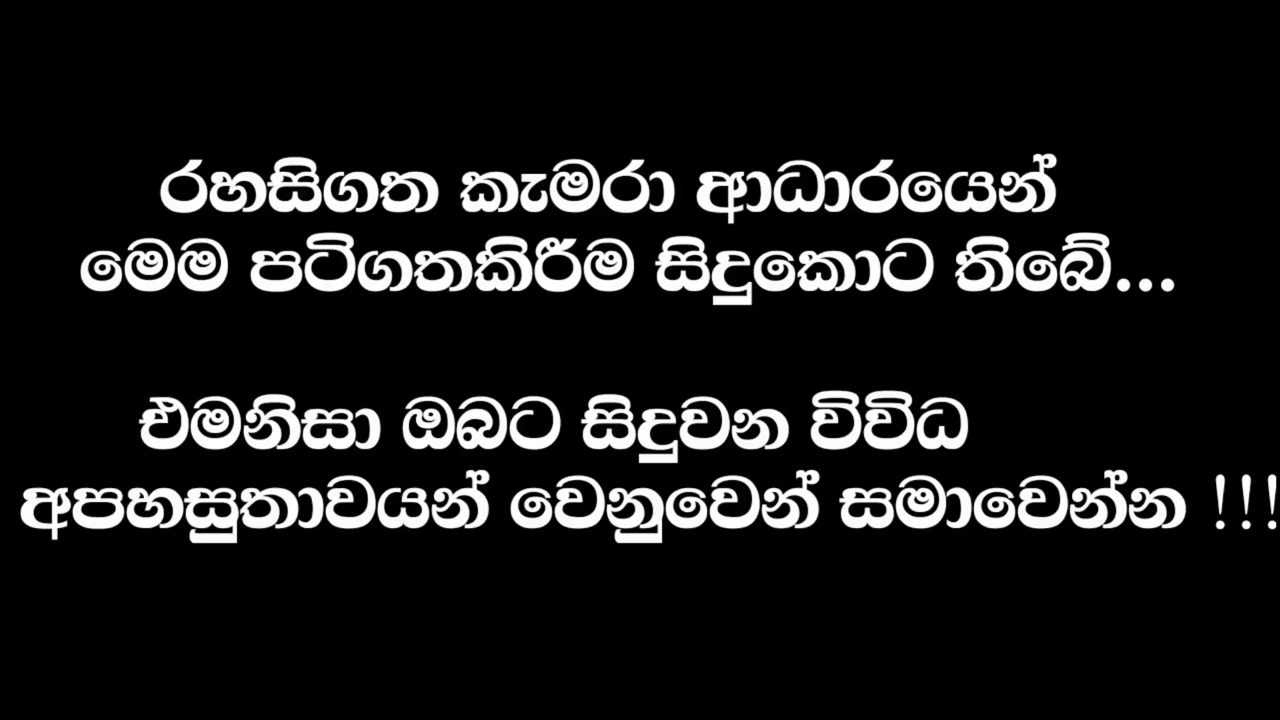 රහසිගත කැමරා ආධාරයෙන්
මෙම පටිගතකිරීම සිදුකොට තිබේ...
එමනිසා ඔබට සිදුවන විවිධ
අපහසුතාවයන් වෙනුවෙන් සමාවෙන්න !!!